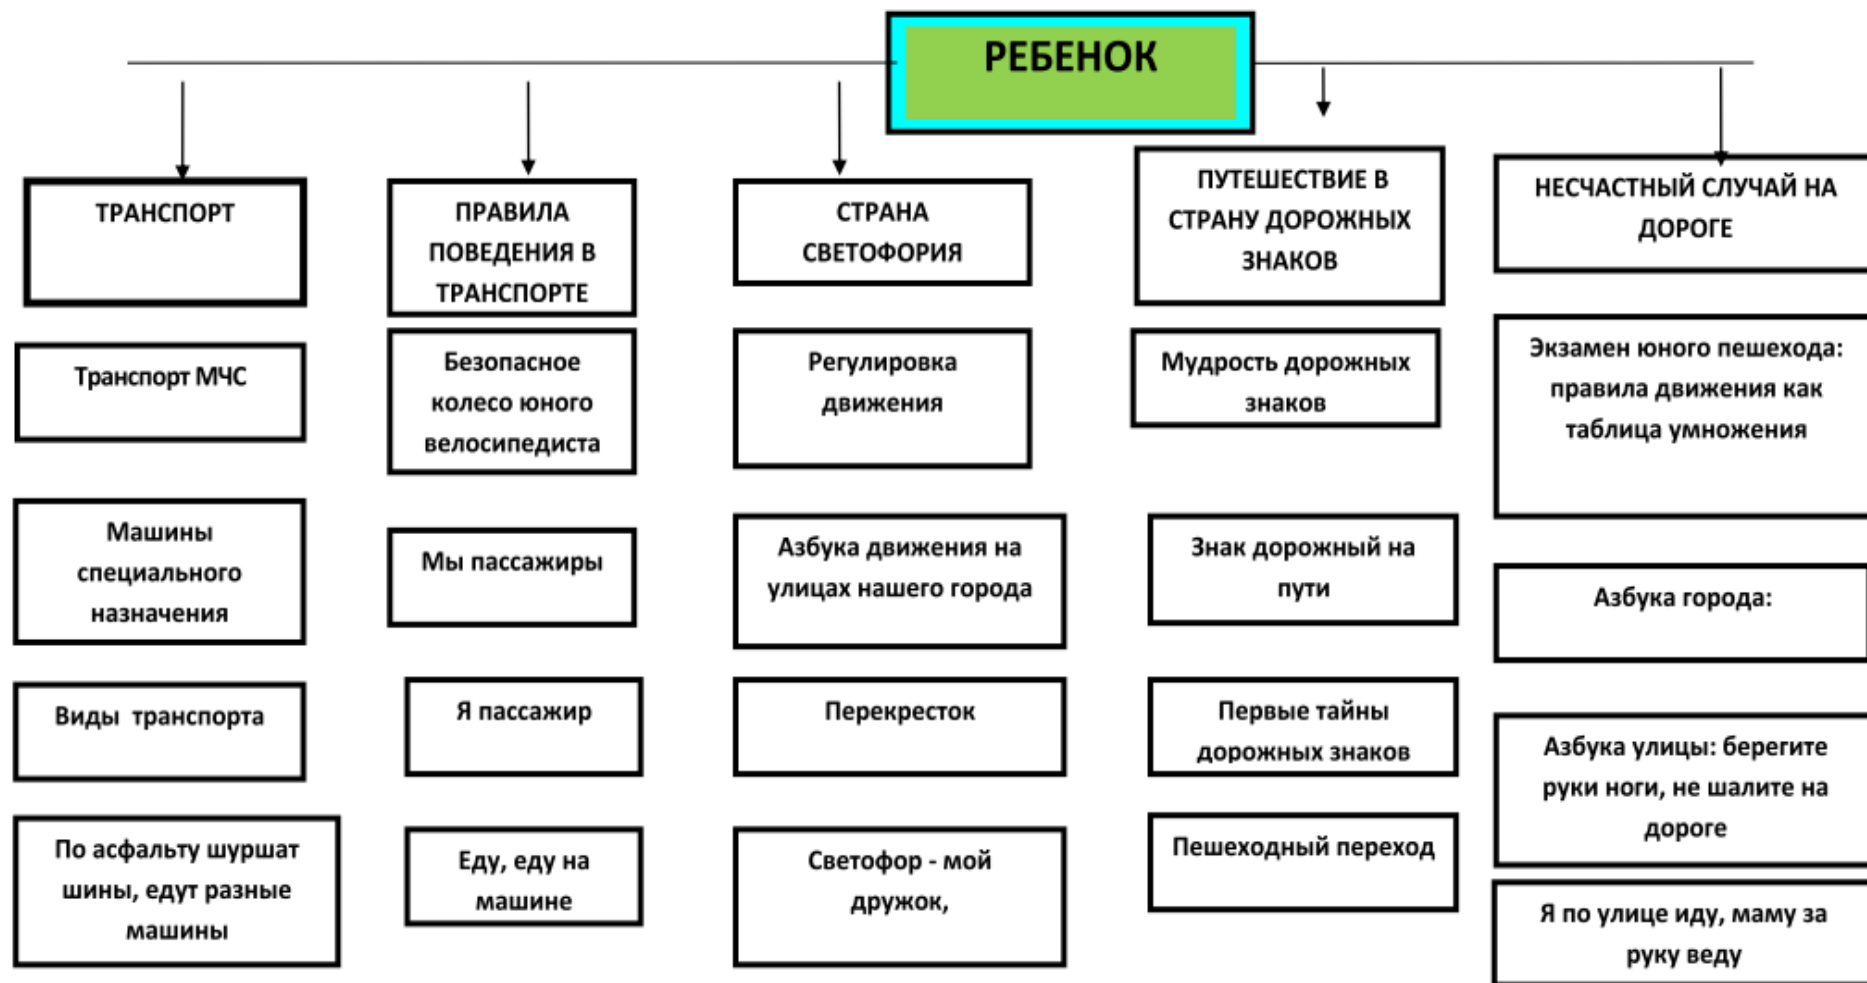 РЕБЕНОК
ТРАНСПОРТ
Транспорт МЧС
Машины
специального
назначения
Виды транспорта
По асфальту шуршат
шины, едут разные
машины
ПРАВИЛА
ПОВЕДЕНИЯ В
ТРАНСПОРТЕ
Безопасное
колесо юного
велосипедиста
Мы пассажиры
Я пассажир
Еду, еду на
машине
СТРАНА
СВЕТОФОРИЯ
Регулировка
движения
Азбука движения на
улицах нашего города
Перекресток
Светофор - мой
дружок,
ПУТЕШЕСТВИЕ В
СТРАНУ ДОРОЖНЫХ
ЗНАКОВ
Мудрость дорожных
знаков
Знак дорожный на
пути
Первые тайны
дорожных знаков
Пешеходный переход
НЕСЧАСТНЫЙ СЛУЧАЙ НА
ДОРОГЕ
Экзамен юного пешехода:
правила движения как
таблица умножения
Азбука города:
Азбука улицы: берегите
руки ноги, не шалите на
дороге
Я по улице иду, маму за
руку веду